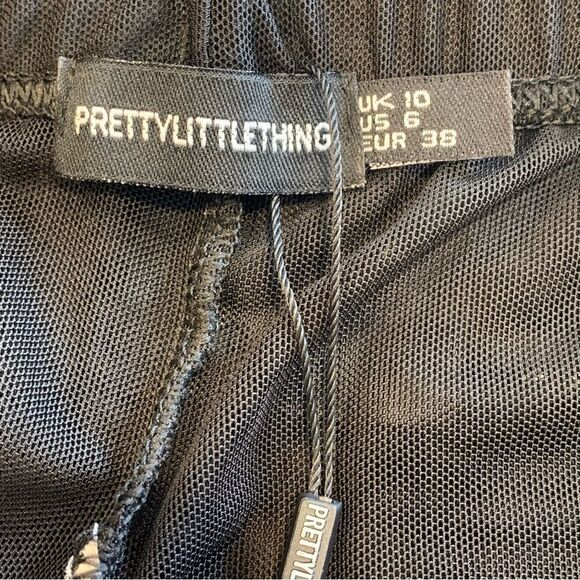 PRETTYLITTLETHING
UK 10
US 6
EUR 38
PRETTYL